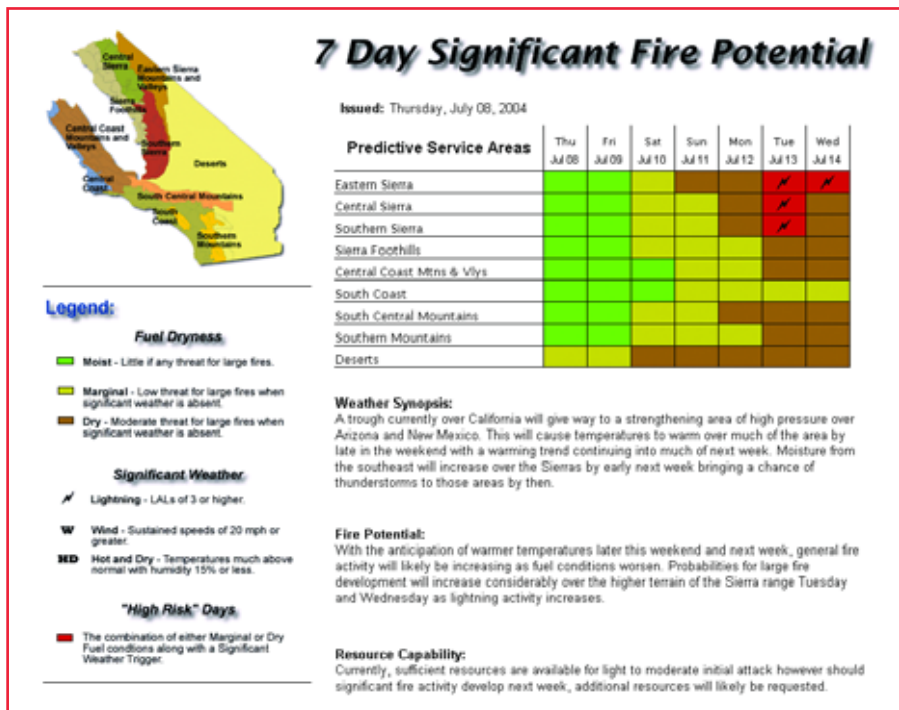 7 Day Significant Fire Potential
Central
Sierra
Eastern Sierra
Mountains and
Valleys
Sierra
Foothills
Central Coast
Mountains and
Valleys
Southern
Sierra
Deserts
Central
Coast
South Central Mountains
South
Coast
Southern
Mountains
Issued: Thursday, July 08, 2004
Predictive Service Areas
Thu Fri Sat Sun Mon Tue Wed
Jul 08 Jul 09 Jul 10 Jul 11 Jul 12 Jul 13 Jul 14
Eastern Sierra
Central Sierra
Southern Sierra
Sierra Foothills
Central Coast Mtns & Vlys
South Coast
South Central Mountains
Southern Mountains
Deserts
Legend:
Fuel Dryness
Moist - Little if any threat for large fires.
Marginal - Low threat for large fires when
significant weather is absent.
Dry - Moderate threat for large fires when
significant weather is absent.
Significant Weather
Lightning - LALs of 3 or higher.
W Wind - Sustained speeds of 20 mph or
greater.
HD Hot and Dry - Temperatures much above
normal with humidity 15% or less.
"High Risk" Days
The combination of either Marginal or Dry
Fuel condtions along with a Significant
Weather Trigger.
Weather Synopsis:
A trough currently over California will give way to a strengthening area of high pressure over
Arizona and New Mexico. This will cause temperatures to warm over much of the area by
late in the weekend with a warming trend continuing into much of next week. Moisture from
the southeast will increase over the Sierras by early next week bringing a chance of
thunderstorms to those areas by then.
Fire Potential:
With the anticipation of warmer temperatures later this weekend and next week, general fire
activity will likely be increasing as fuel conditions worsen. Probabilities for large fire
development will increase considerably over the higher terrain of the Sierra range Tuesday
and Wednesday as lightning activity increases.
Resource Capability:
Currently, sufficient resources are available for light to moderate initial attack however should
significant fire activity develop next week, additional resources will likely be requested.